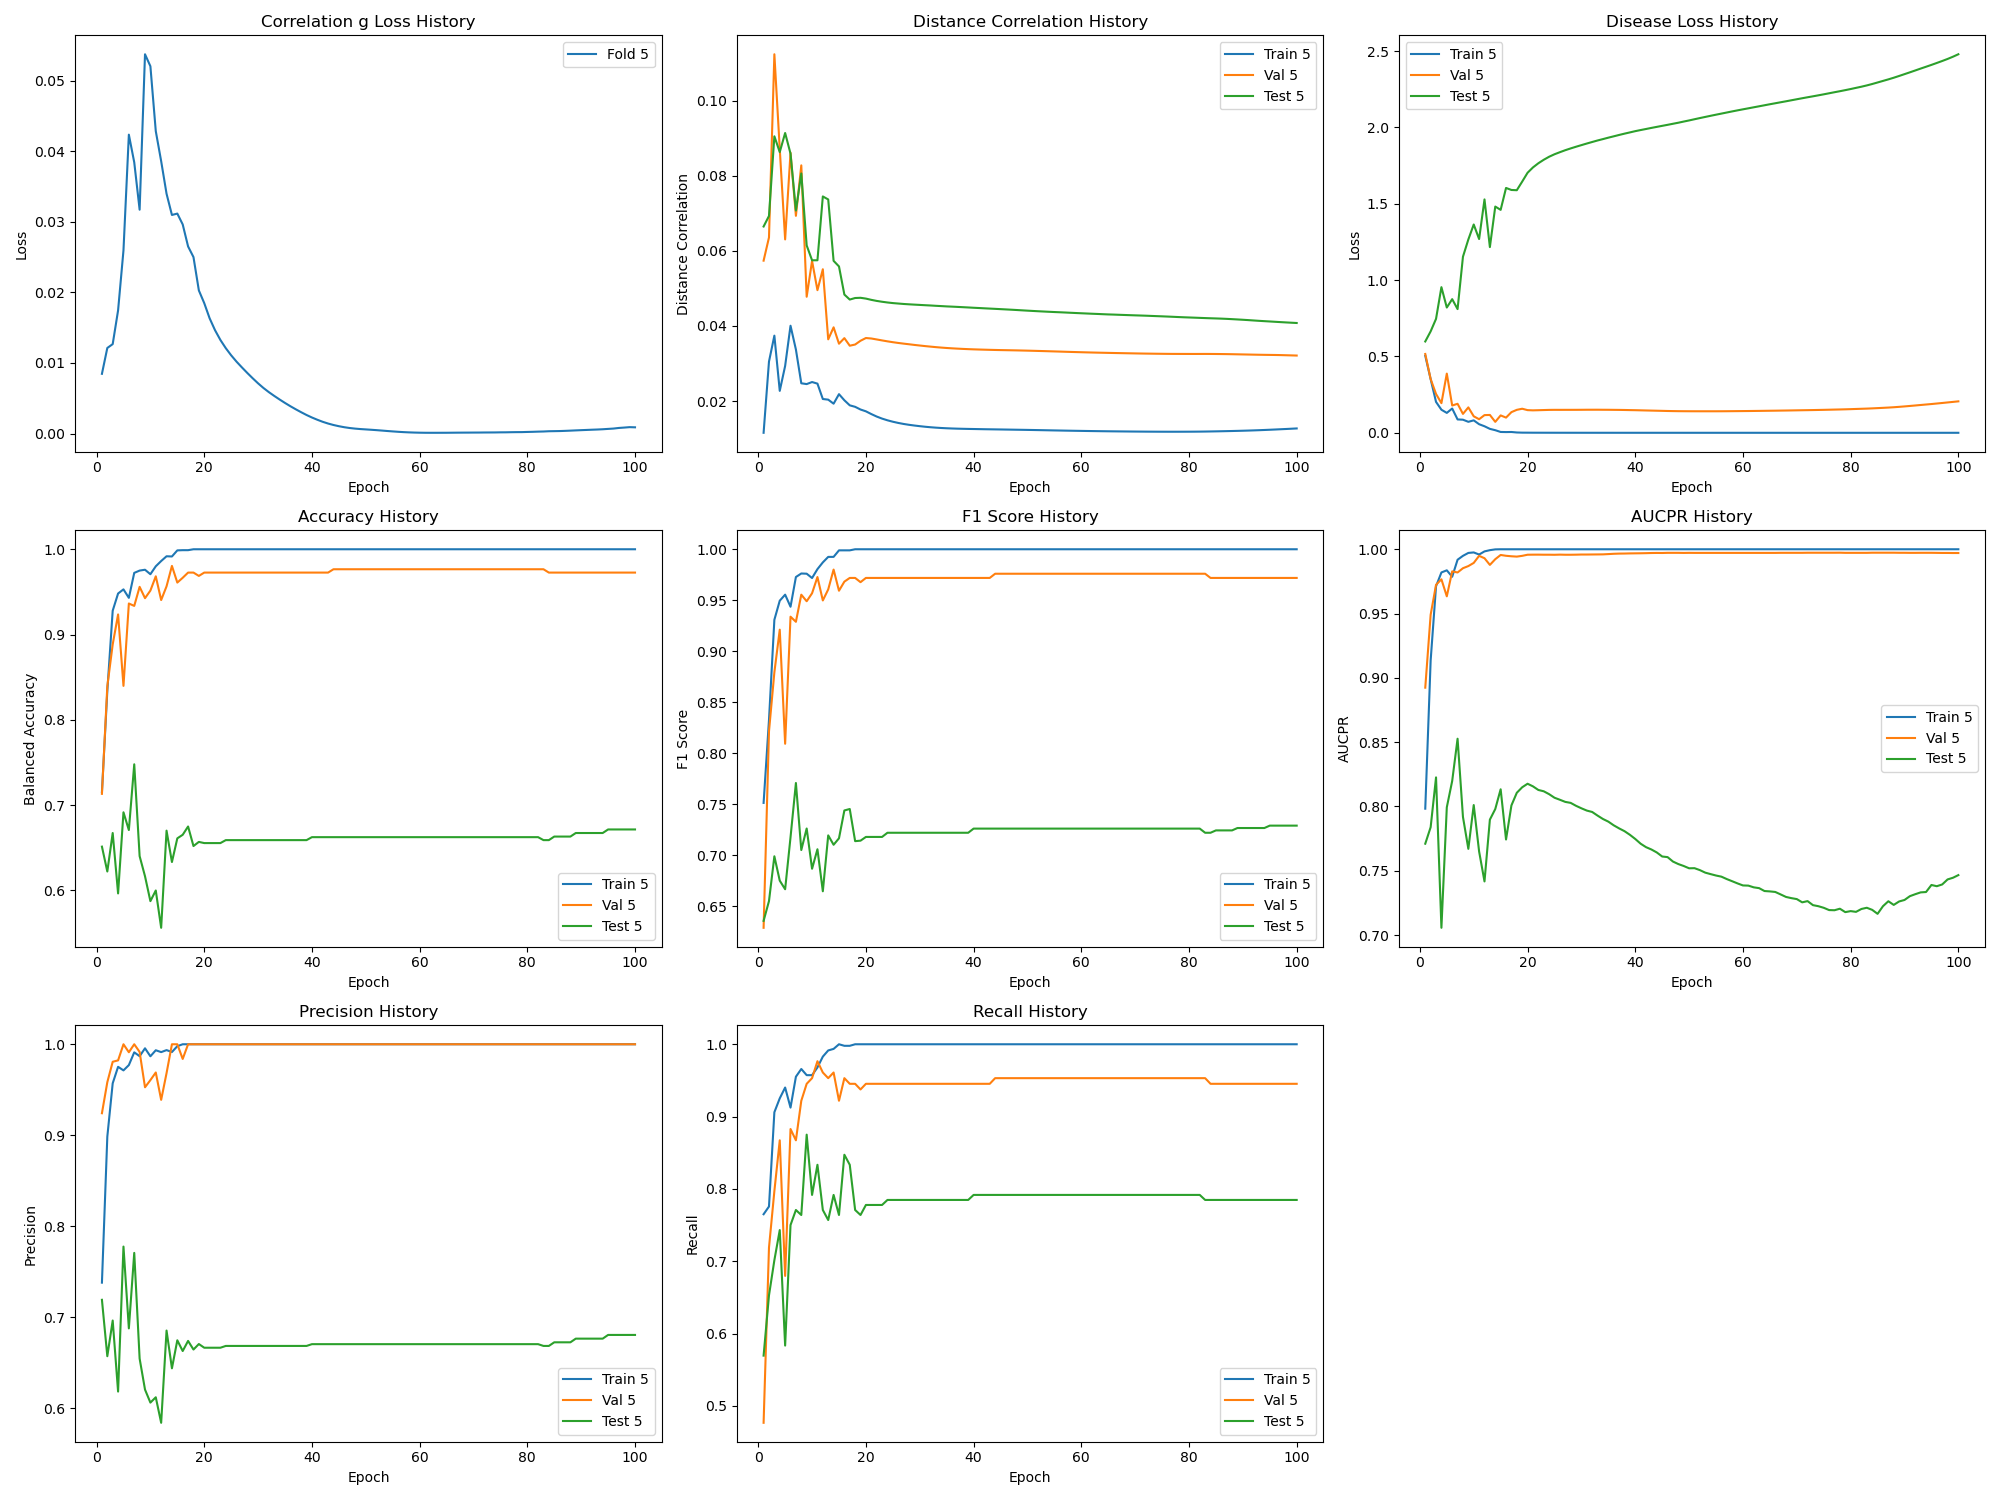 Correlation g Loss History
Loss
0.05
0.04
0.03
0.02
0.01
0.00
0 20 40 60 80 100
Epoch
Fold 5
Distance Correlation History
Distance Correlation
0.10
0.08
0.06
0.04
0.02
0 20 40 60 80 100
Epoch
Train 5
Val 5
Test 5
Disease Loss History
Loss
2.5
2.0
1.5
1.0
0.5
0.0
0 20 40 60 80 100
Epoch
Train 5
Val 5
Test 5
Accuracy History
Balanced Accuracy
1.0
0.9
0.8
0.7
0.6
0 20 40 60 80 100
Epoch
Train 5
Val 5
Test 5
F1 Score History
F1 Score
1.00
0.95
0.90
0.85
0.80
0.75
0.70
0.65
0 20 40 60 80 100
Epoch
Train 5
Val 5
Test 5
AUCPR History
AUCPR
1.00
0.95
0.90
0.85
0.80
0.75
0.70
0 20 40 60 80 100
Epoch
Train 5
Val 5
Test 5
Precision History
Precision
1.0
0.9
0.8
0.7
0.6
0 20 40 60 80 100
Epoch
Train 5
Val 5
Test 5
Recall History
Recall
1.0
0.9
0.8
0.7
0.6
0.5
0 20 40 60 80 100
Epoch
Train 5
Val 5
Test 5